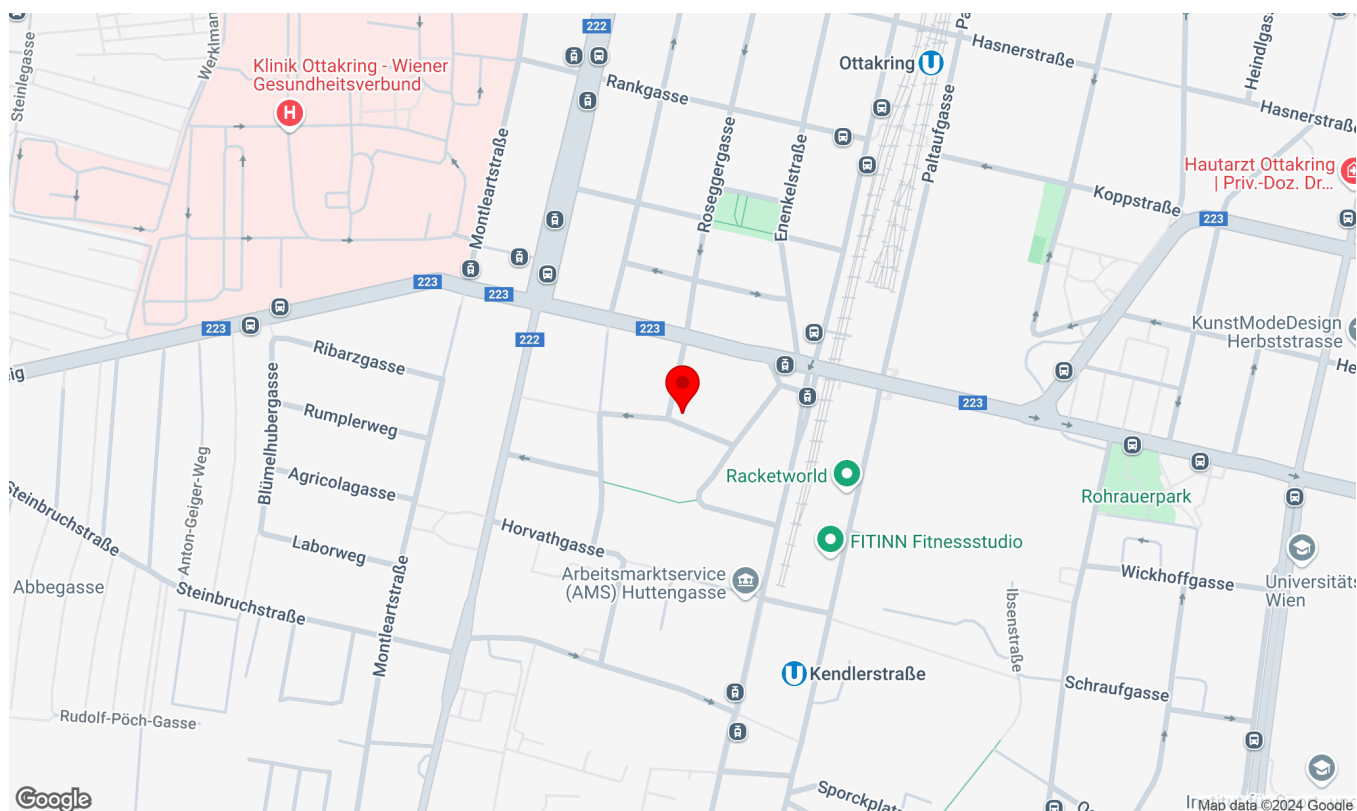 222
Steinlegasse
Werklman
Klinik Ottakring - Wiener
Gesundheitsverbund
H
Rankgasse
Ottakring
U
Hasnerstraße
Heindlgasse
Hasnerstraße
Montleartstraße
Roseggergasse
Enenkelstraße
Paltaufgasse
Hautarzt Ottakring
| Priv.-Doz. Dr...
Koppstraße
223
223
223
223
223
222
KunstModeDesign
Herbststrasse
Ribarzgasse
Rumplerweg
Agricolagasse
Laborweg
Blümelhubergasse
Anton-Geiger-Weg
Steinbruchstraße
Abbegasse
Steinbruchstraße
Montleartstraße
Rudolf-Pöch-Gasse
223
Racketworld
Rohrauerpark
Horvathgasse
FITINN Fitnessstudio
Arbeitsmarktservice
(AMS) Huttengasse
Wickhoffgasse
Universitäts
Wien
Ibsenstraße
U
Kendlerstraße
Schraufgasse
Sporckplatz
Google
Map data ©2024 Google